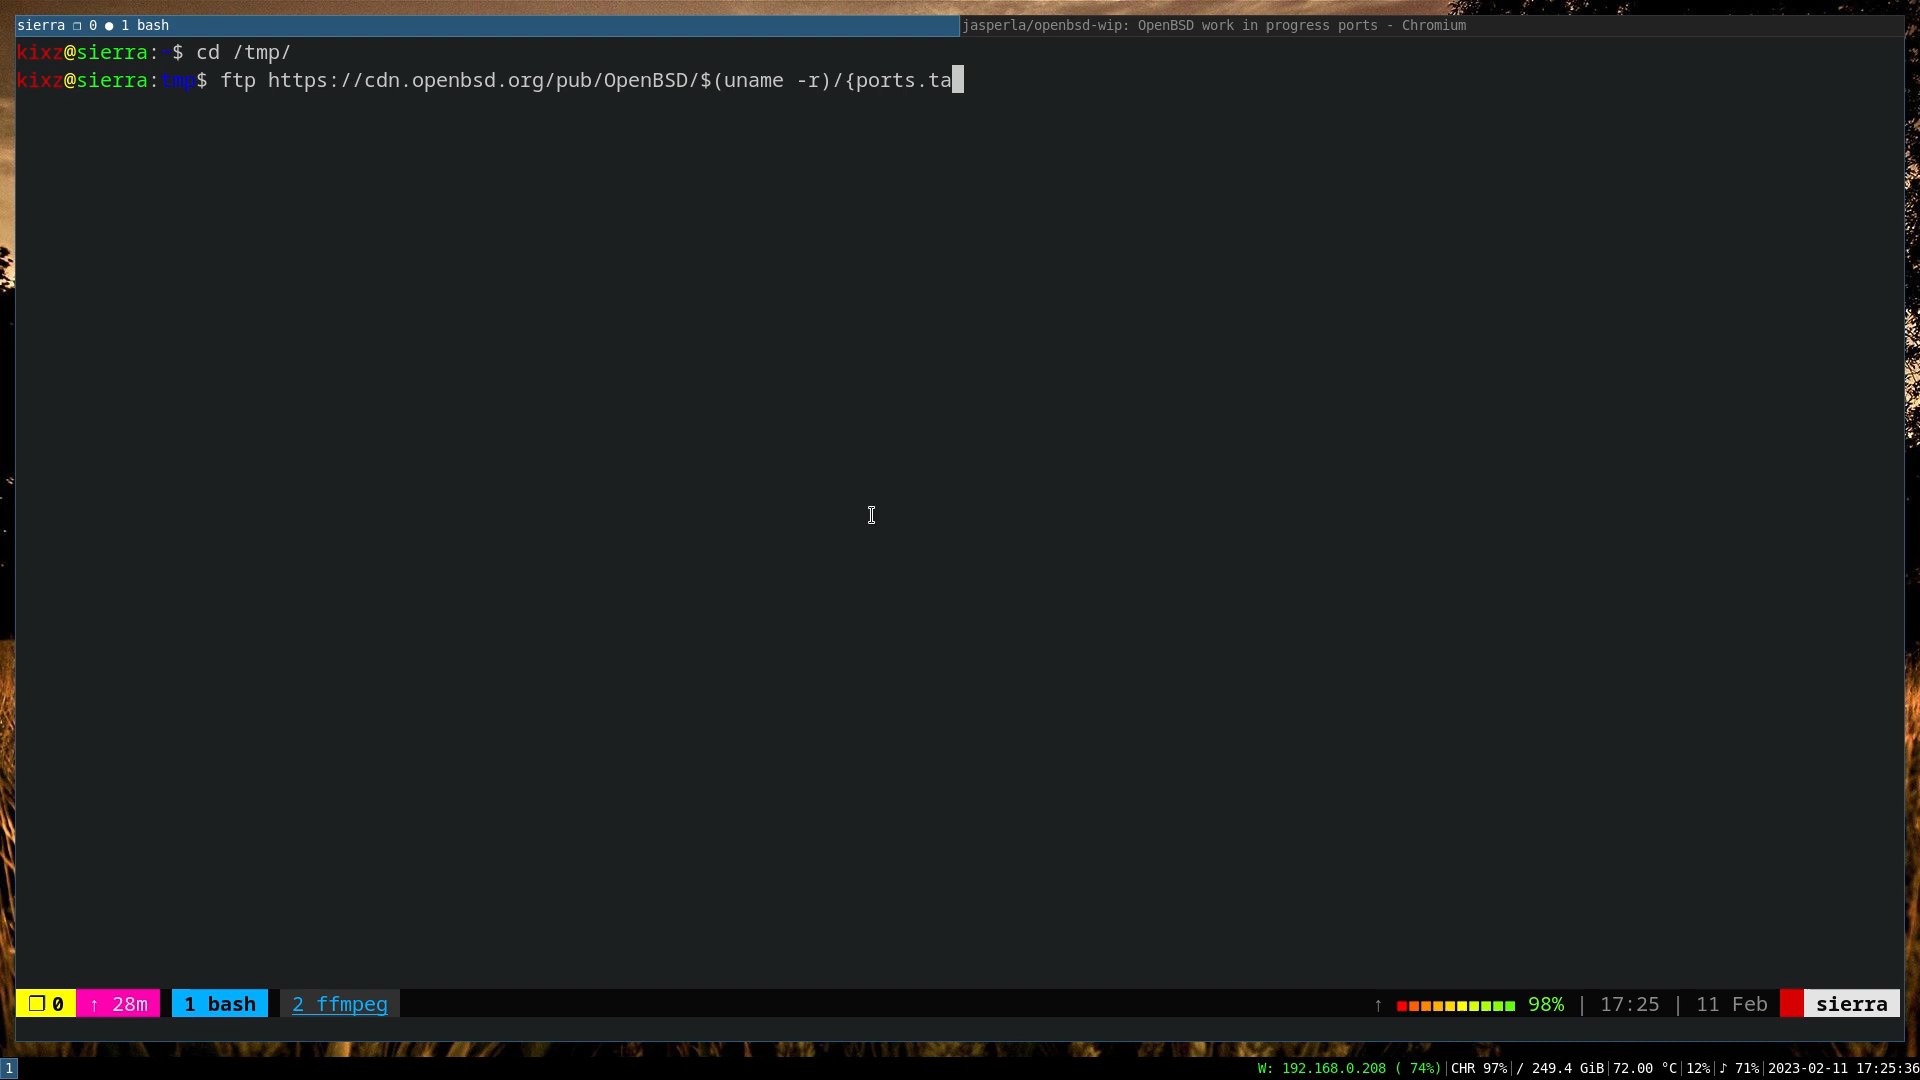 sierra ❐ 0 ● 1 bash
jasperla/openbsd-wip: OpenBSD work in progress ports - Chromium
kixz@sierra:~$ cd /tmp/
kixz@sierra:tmp$ ftp https://cdn.openbsd.org/pub/OpenBSD/$(uname -r)/{ports.ta
❐ 0 ↑ 28m 1 bash 2 ffmpeg
↑ 98% | 17:25 | 11 Feb sierra
1
W: 192.168.0.208 ( 74%)|CHR 97%|/ 249.4 GiB|72.00 °C|12%|♪ 71%|2023-02-11 17:25:36